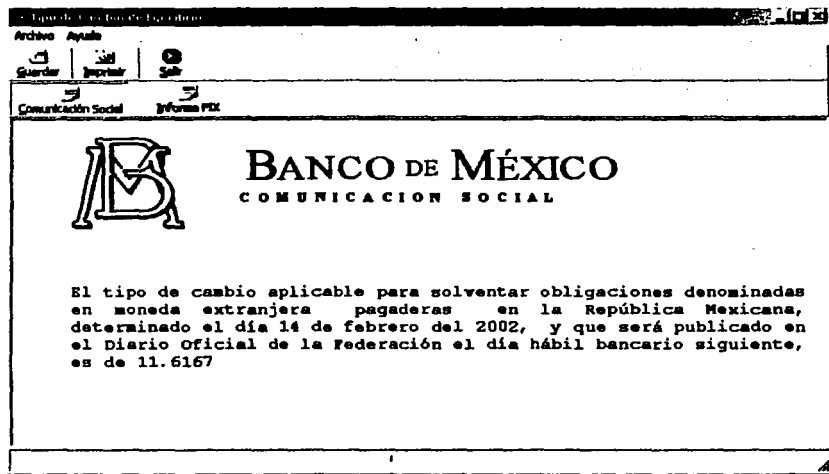 Archivo Ayuda
Guardar Imprimir Salir
Comunicación Social Informa FIX
BANCO DE MÉXICO
COMUNICACION SOCIAL
El tipo de cambio aplicable para solventar obligaciones denominadas
en moneda extranjera pagaderas en la República Mexicana,
determinado el día 14 de febrero del 2002, y que será publicado en
el Diario Oficial de la Federación el día hábil bancario siguiente,
es de 11.6167